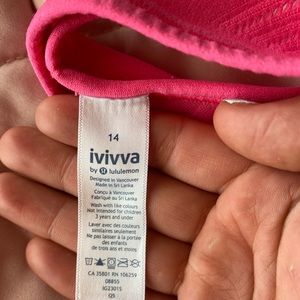 14
ivivva
by lululemon
Designed in Vancouver
Made in Sri Lanka
Conçu à Vancouver
Fabriqué au Sri Lanka
Wash with like colours
Not intended for children
3 years and under
Laver avec des couleurs
similaires seulement
Ne pas laisser à la portée
des enfants
de trois ans et moins
CA 35801 RN 106259
08855
IG2301S
QS